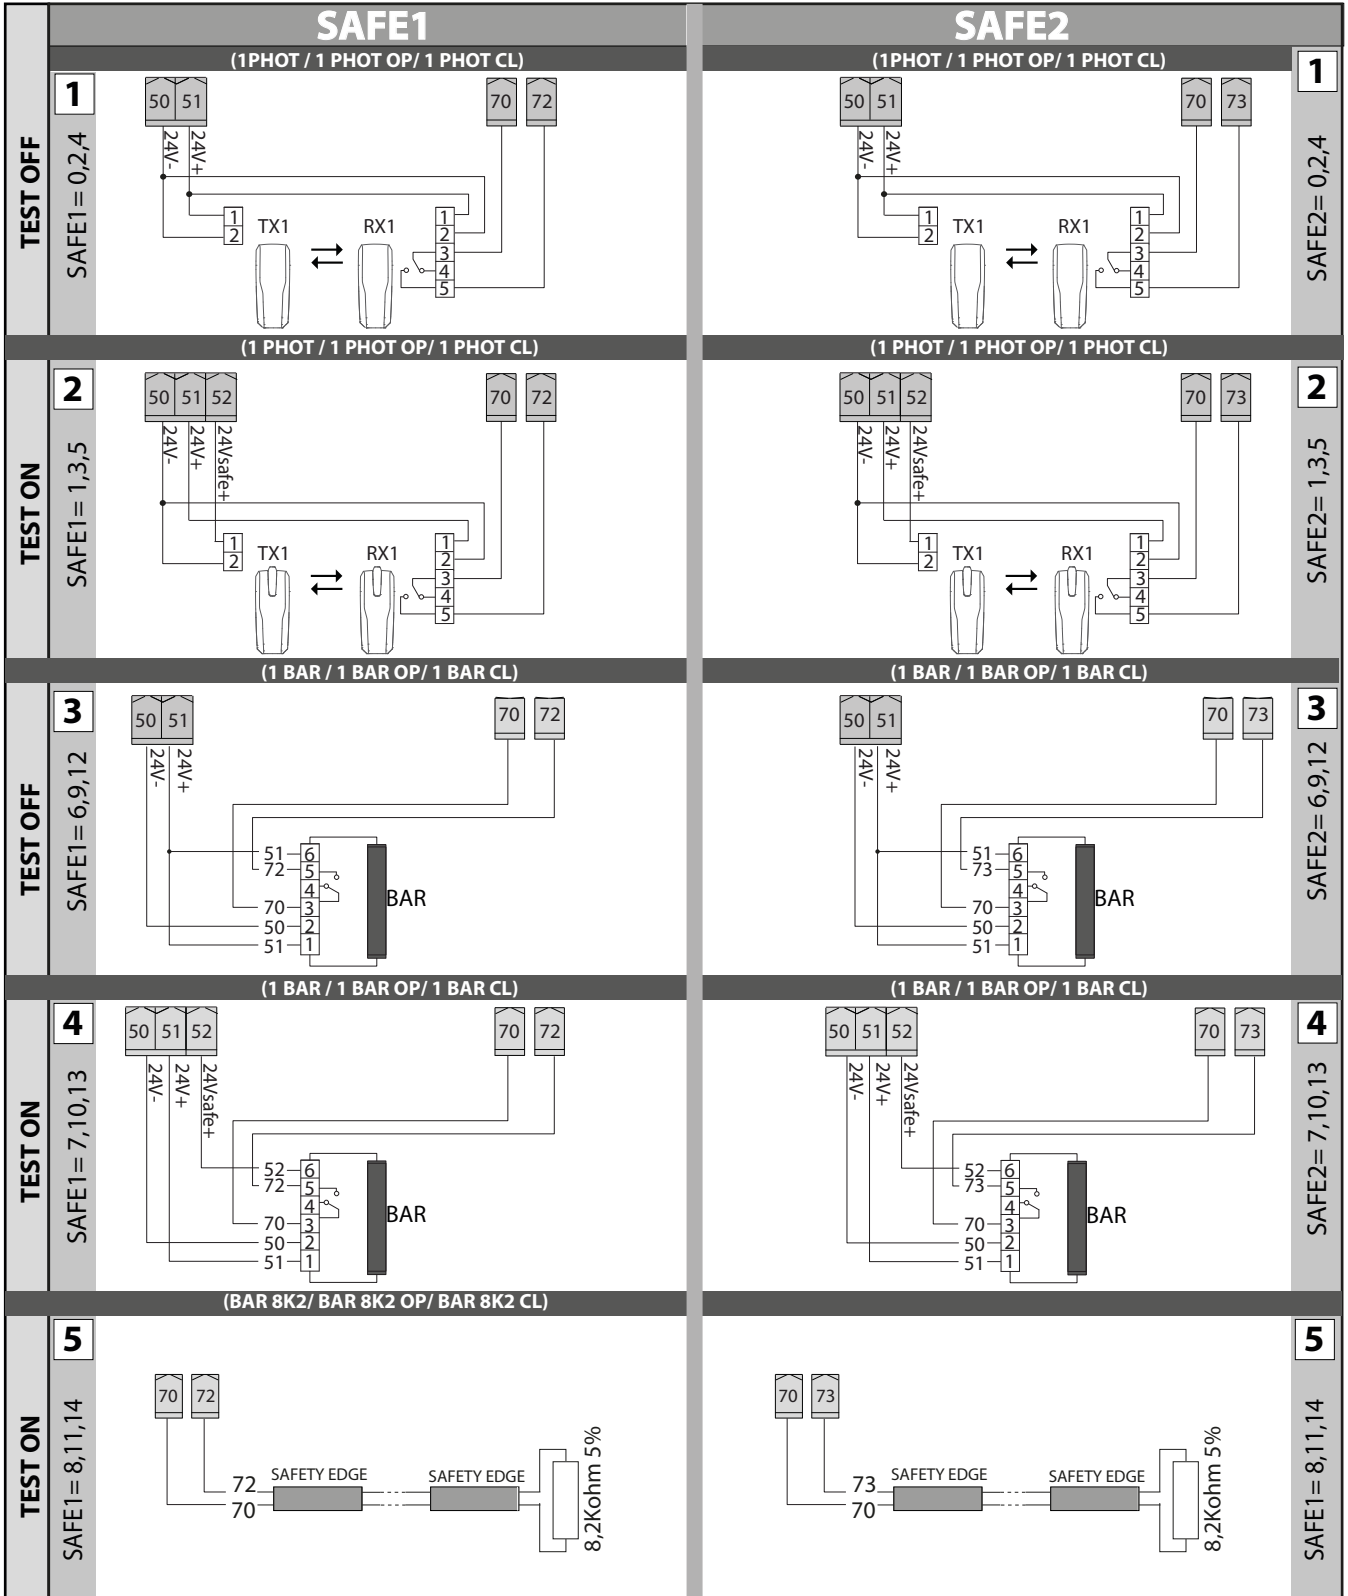 SAFE1
SAFE2
(1PHOT / 1 PHOT OP/ 1 PHOT CL)
(1PHOT / 1 PHOT OP/ 1 PHOT CL)
TEST OFF
1
SAFE1= 0,2,4
50 51
70 72
24V-
24V+
1
2
TX1
RX1
1
2
3
4
5
50 51
70 73
24V-
24V+
1
2
TX1
RX1
1
2
3
4
5
1
SAFE2= 0,2,4
(1 PHOT / 1 PHOT OP/ 1 PHOT CL)
(1 PHOT / 1 PHOT OP/ 1 PHOT CL)
TEST ON
2
SAFE1= 1,3,5
50 51 52
70 72
24V-
24V+
24Vsafe+
1
2
TX1
RX1
1
2
3
4
5
50 51 52
70 73
24V-
24V+
24Vsafe+
1
2
TX1
RX1
1
2
3
4
5
2
SAFE2= 1,3,5
(1 BAR / 1 BAR OP/ 1 BAR CL)
(1 BAR / 1 BAR OP/ 1 BAR CL)
TEST OFF
3
SAFE1= 6,9,12
50 51
70 72
24V-
24V+
51 6
72 5
4
70 3
50 2
51 1
BAR
50 51
70 73
24V-
24V+
51 6
73 5
4
70 3
50 2
51 1
BAR
3
SAFE2= 6,9,12
(1 BAR / 1 BAR OP/ 1 BAR CL)
(1 BAR / 1 BAR OP/ 1 BAR CL)
TEST ON
4
SAFE1= 7,10,13
50 51 52
70 72
24V-
24V+
24Vsafe+
52 6
72 5
4
70 3
50 2
51 1
BAR
50 51 52
70 73
24V-
24V+
24Vsafe+
52 6
73 5
4
70 3
50 2
51 1
BAR
4
SAFE2= 7,10,13
(BAR 8K2/ BAR 8K2 OP/ BAR 8K2 CL)
TEST ON
5
SAFE1= 8,11,14
70 72
72
70
SAFETY EDGE
SAFETY EDGE
8,2Kohm 5%
70 73
73
70
SAFETY EDGE
SAFETY EDGE
8,2Kohm 5%
5
SAFE1= 8,11,14